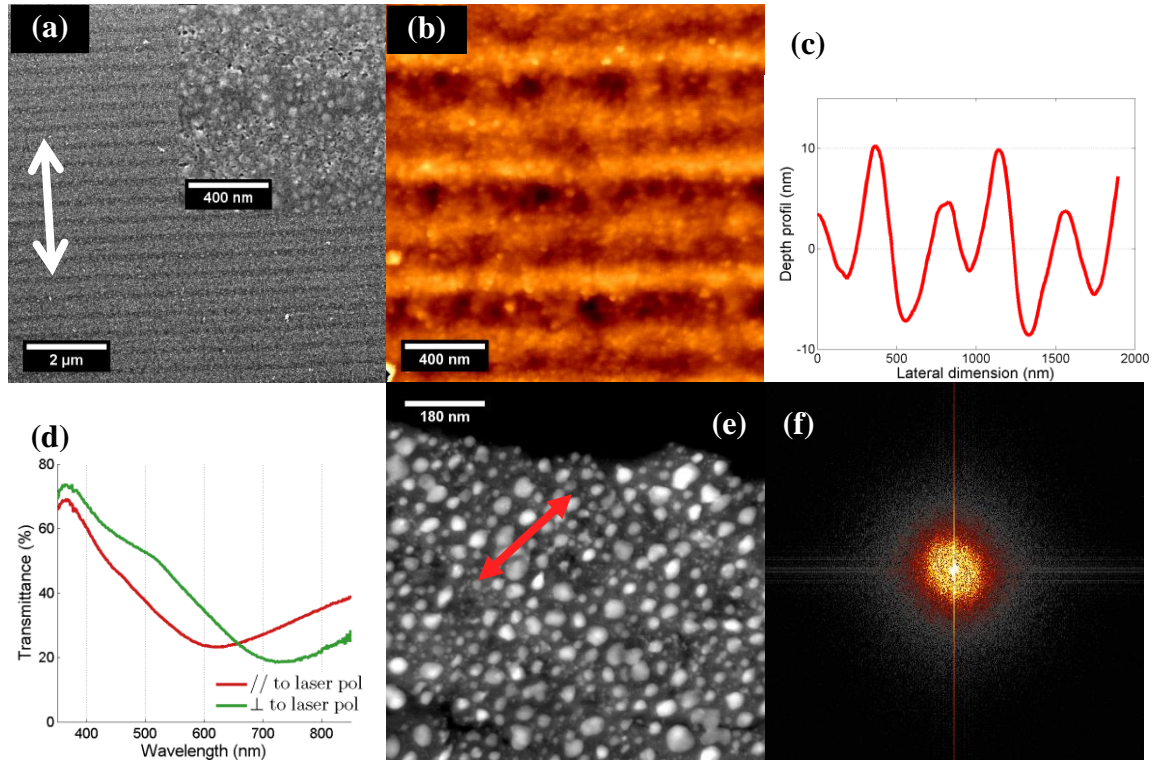 (a)
400 nm
2 µm
(b)
400 nm
(c)
10
0
-10
Depth profil (nm)
0 500 1000 1500 2000
Lateral dimension (nm)
(d)
80
60
40
20
0
Transmittance (%)
// to laser pol
⊥ to laser pol
400 500 600 700 800
Wavelength (nm)
180 nm
(e)
(f)